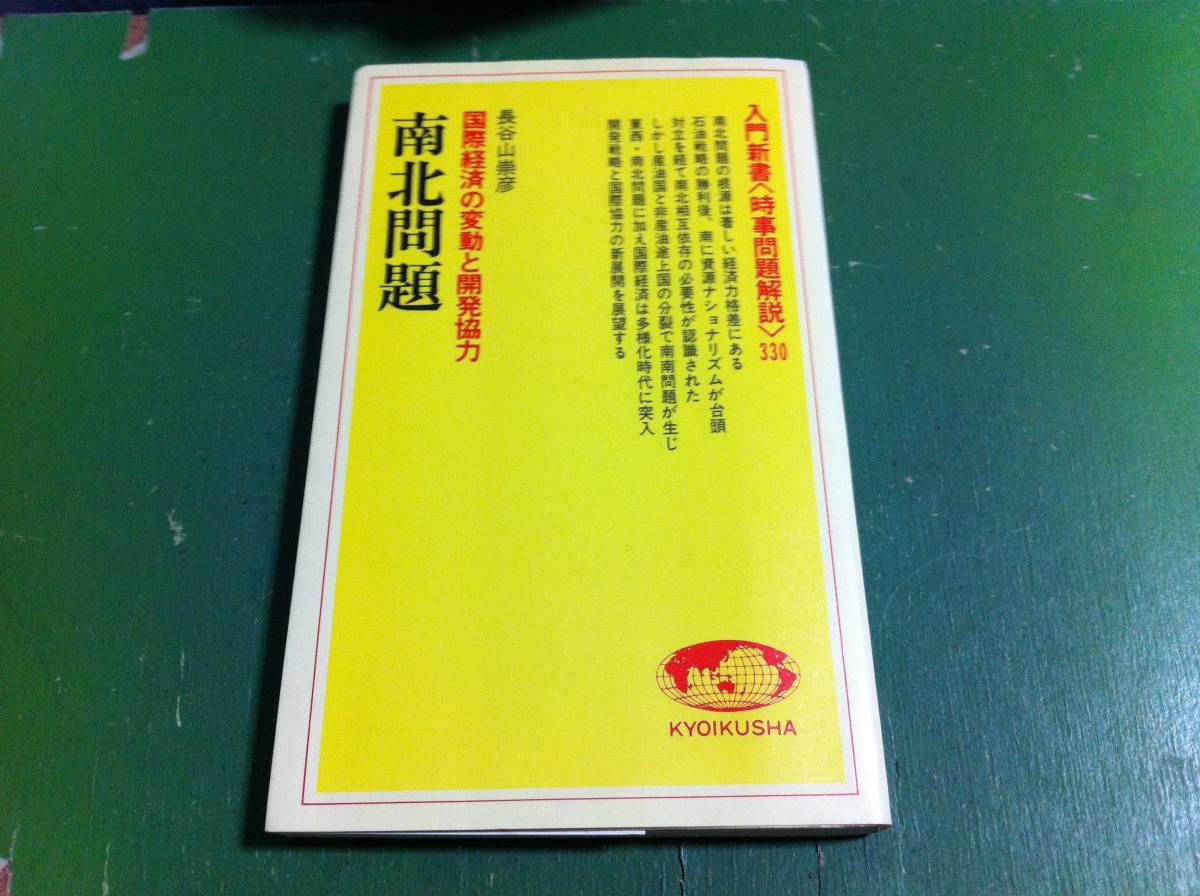 入門新書〈時事問題解説〉330
南北問題の根源は著しい経済力格差にある
石油戦略の勝利後、南に資源ナショナリズムが台頭
対立を経て南北相互依存の必要性が認識された
しかし産油国と非産油途上国の分裂で南南問題が生じ
東西・南北問題に加え国際経済は多様化時代に突入
開発戦略と国際協力の新展開を展望する
長谷山崇彦
国際経済の変動と開発協力
南北問題
KYOIKUSHA